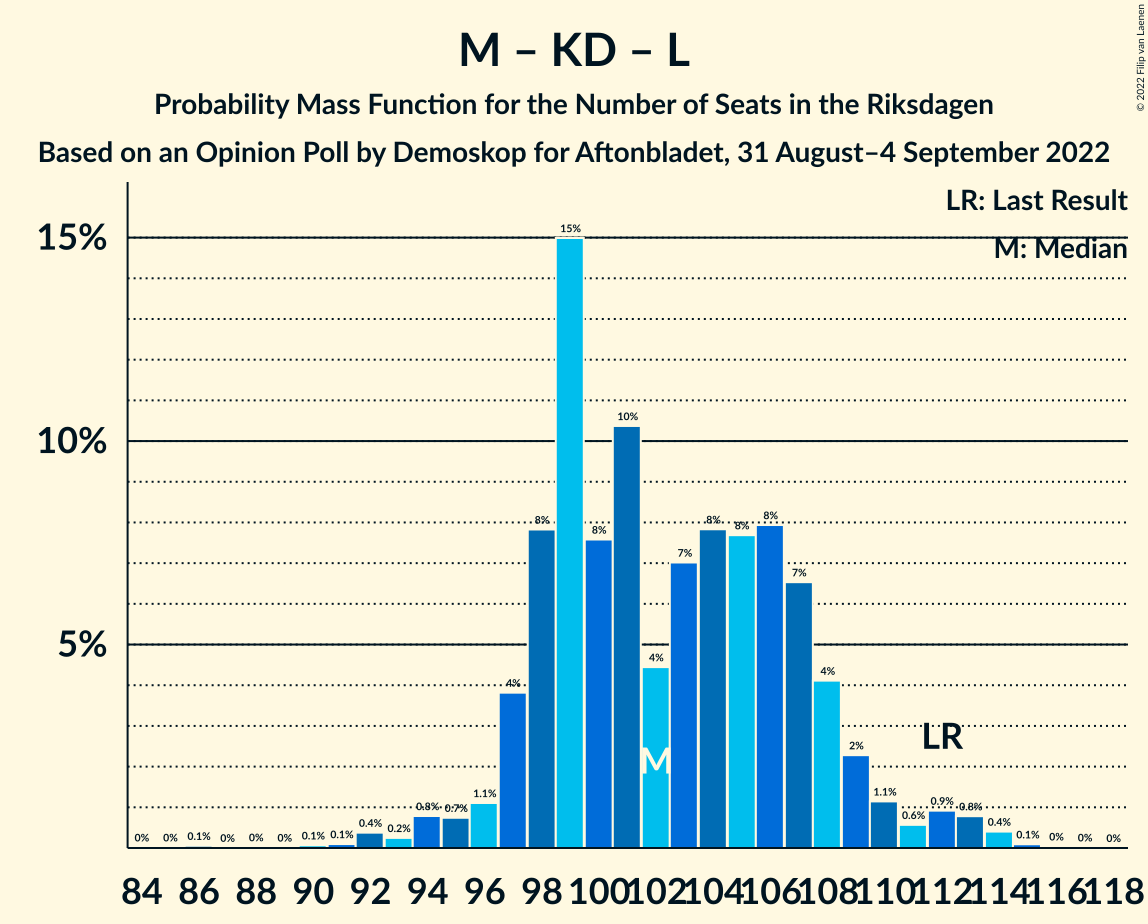 M – KD – L
Probability Mass Function for the Number of Seats in the Riksdagen
Based on an Opinion Poll by Demoskop for Aftonbladet, 31 August–4 September 2022
© 2022 Filip van Laenen
LR: Last Result
M: Median
15%
10%
5%
0% 0% 0.1% 0% 0% 0% 0.1% 0.1% 0.4% 0.2% 0.8% 0.7% 1.1% 4% 8% 15% 8% 10% 4% 7% 8% 8% 8% 7% 4% 2% 1.1% 0.6% 0.9% 0.8% 0.4% 0.1% 0% 0% 0%
M
LR
84 86 88 90 92 94 96 98 100 102 104 106 108 110 112 114 116 118